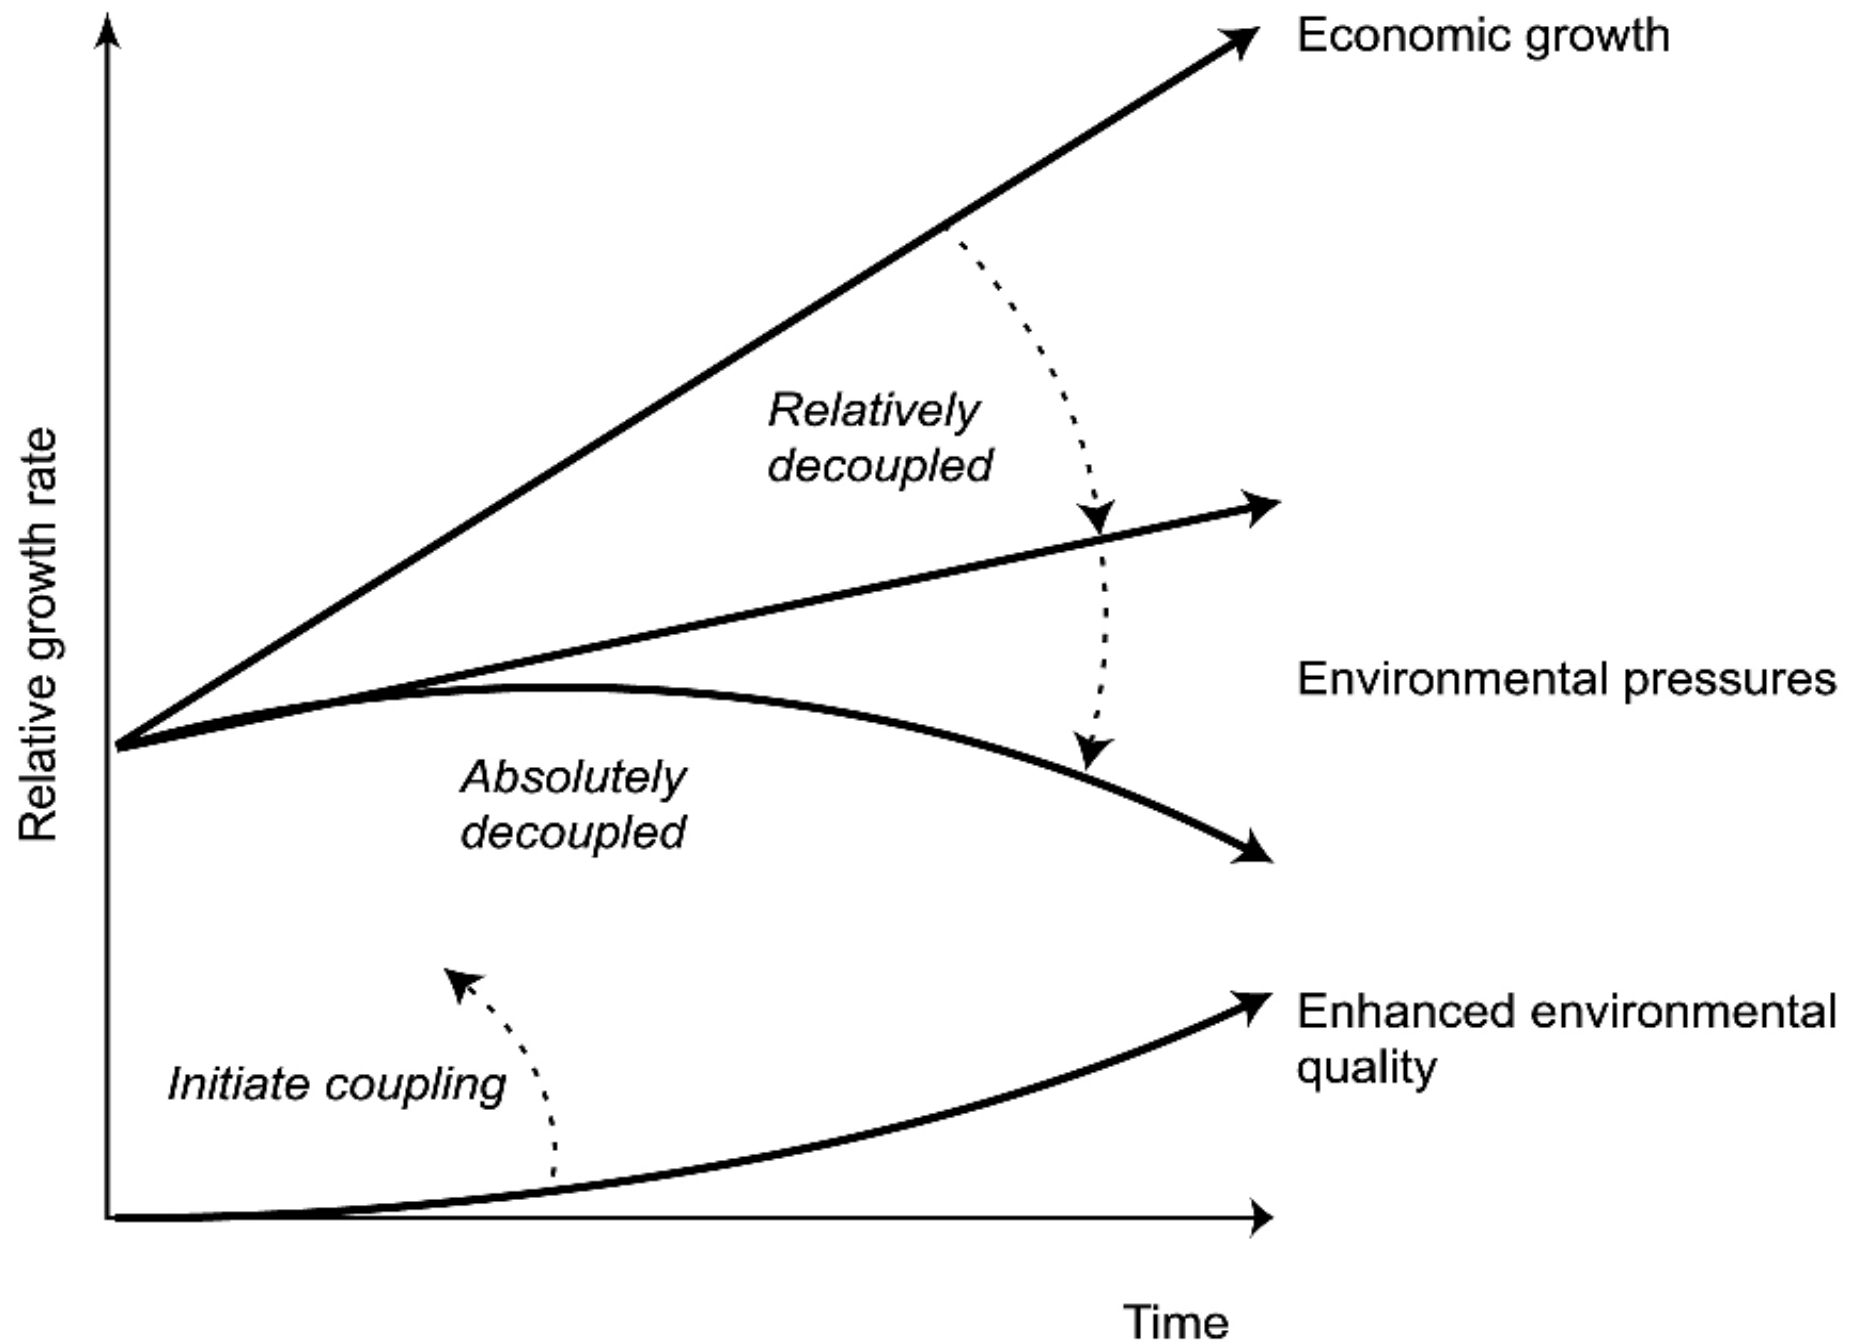 Economic growth
Relatively
decoupled
Relative growth rate
Environmental pressures
Absolutely
decoupled
Enhanced environmental
quality
Initiate coupling
Time